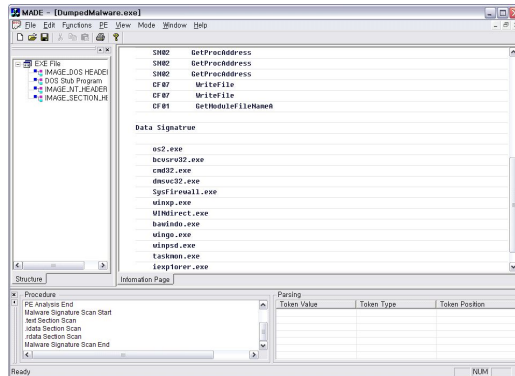 MADE - [DumpedMalware.exe]
File Edit Functions PE View Mode Window Help
EXE File
IMAGE_DOS HEADEI
DOS Stub Program
IMAGE_NT_HEADER
IMAGE_SECTION_HE
Structure
SH02 GetProcAddress
SH02 GetProcAddress
SH02 GetProcAddress
CF07 WriteFile
CF07 WriteFile
CF01 GetModuleFileNameA
Data Signatrue
os2.exe
bcvsrv32.exe
cmd32.exe
dmsvc32.exe
SysFirewall.exe
winxp.exe
WINdirect.exe
bawindo.exe
wingo.exe
winpsd.exe
taskmon.exe
iexp1orer.exe
Infomation Page
Procedure
PE Analysis End
Malware Signature Scan Start
.text Section Scan
.idata Section Scan
.rdata Section Scan
Malware Signature Scan End
Parsing
Token Value Token Type Token Position
Ready
NUM